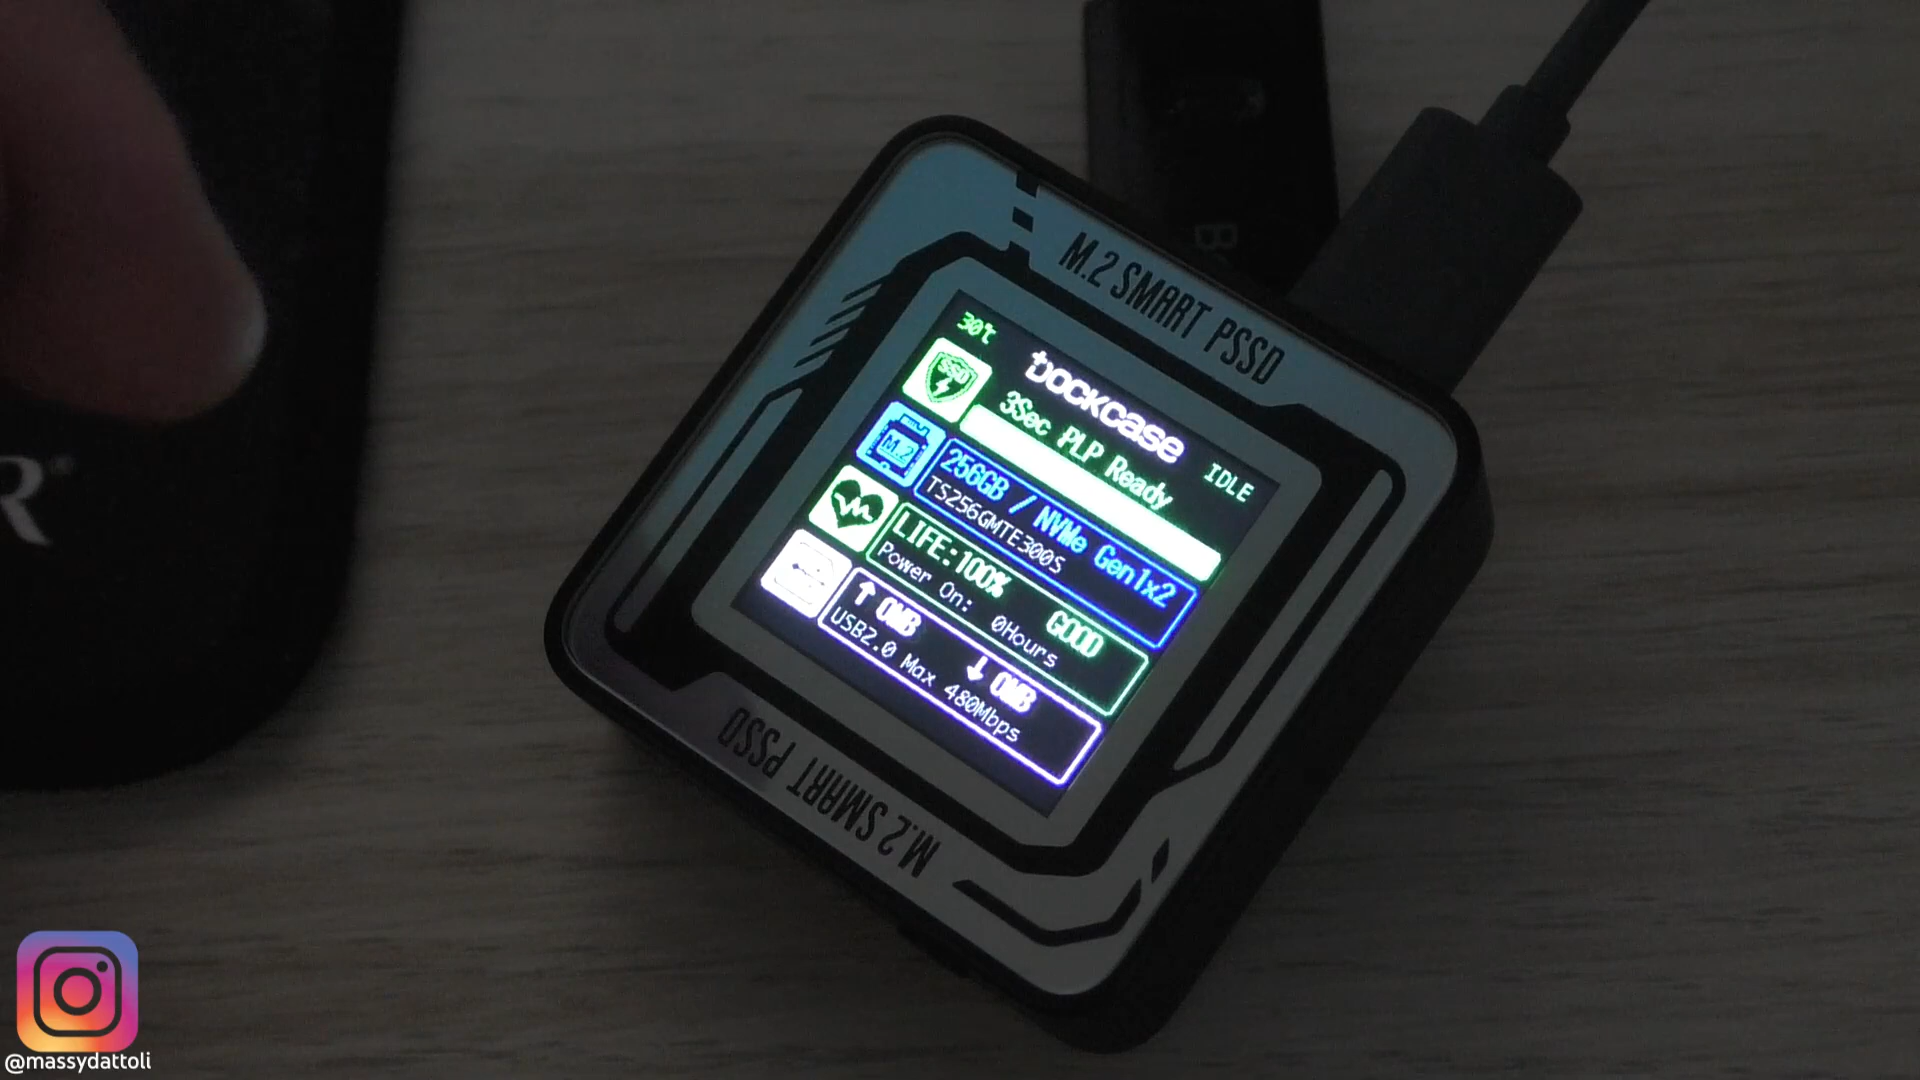 M.2 SMART PSSD
30℃
DOCKCASE
IDLE
SSD
3Sec PLP Ready
M.2
256GB / NVMe Gen1x2
TS256GMTE300S
LIFE:100% GOOD
Power On: 0Hours
↑ 0MB ↓ 0MB
USB2.0 Max 480Mbps
M.2 SMART PSSD
R®
@massydattoli